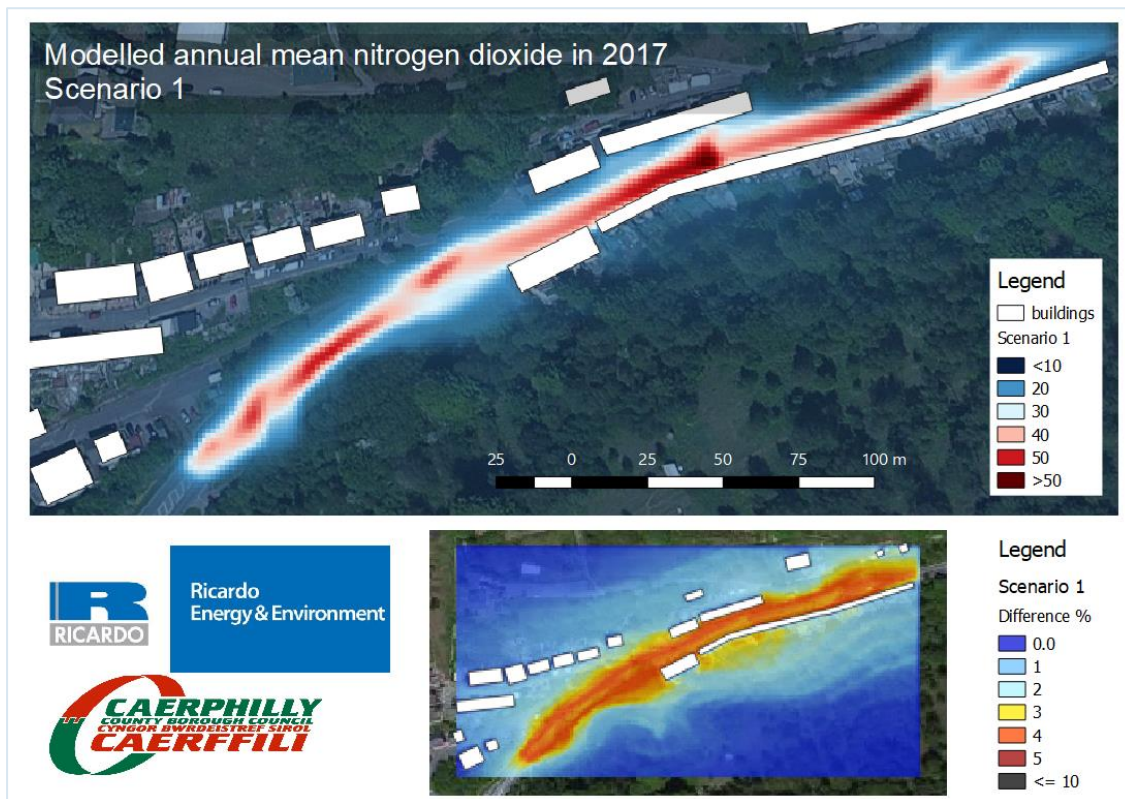 Modelled annual mean nitrogen dioxide in 2017
Scenario 1
Legend
buildings
Scenario 1
<10
20
30
40
50
>50
25 0 25 50 75 100 m
R
RICARDO
Ricardo
Energy & Environment
CAERPHILLY
COUNTY BOROUGH COUNCIL
CYNGOR BWRDEISTREF SIROL
CAERFFILI
Legend
Scenario 1
Difference %
0.0
1
2
3
4
5
<= 10